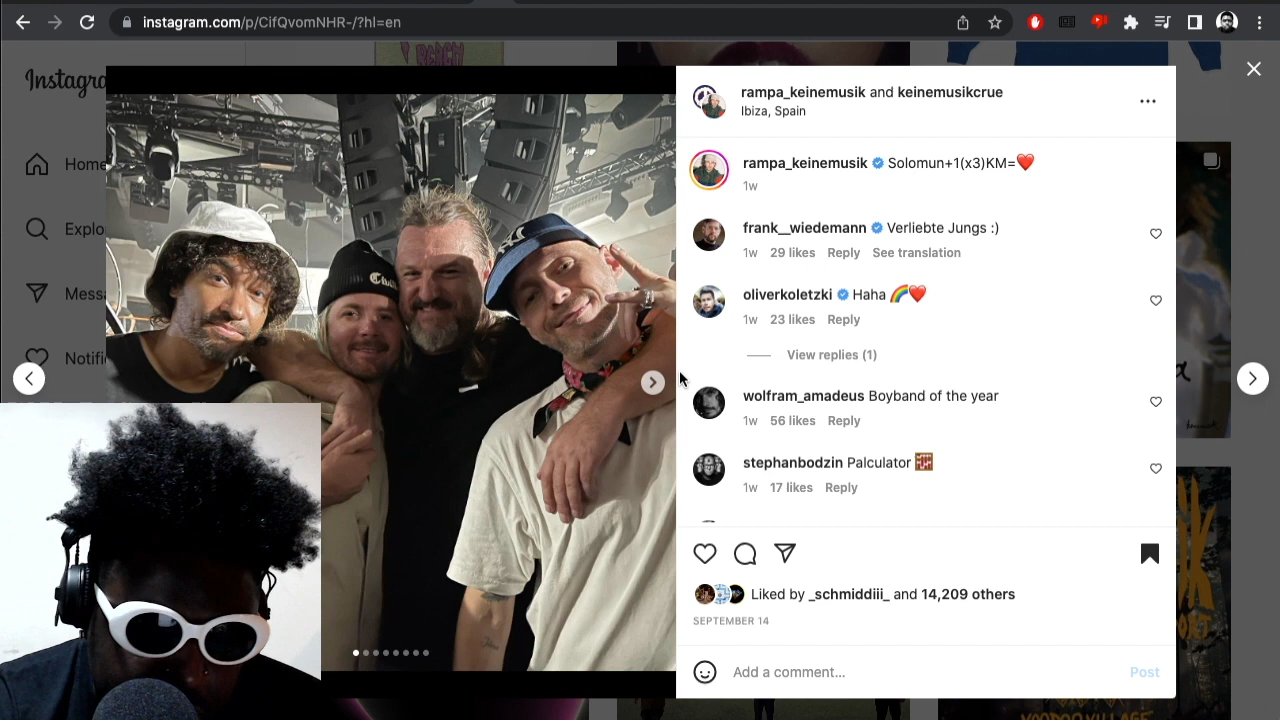 instagram.com/p/CifQvomNHR-/?hl=en
Instagra
Home
Explo
Messa
Notifi
rampa_keinemusik and keinemusikcrue
Ibiza, Spain
rampa_keinemusik Solomun+1(x3)KM=❤️
1w
frank__wiedemann Verliebte Jungs :)
1w 29 likes Reply See translation
oliverkoletzki Haha 🌈❤️
1w 23 likes Reply
View replies (1)
wolfram_amadeus Boyband of the year
1w 56 likes Reply
stephanbodzin Palculator 🧮
1w 17 likes Reply
Liked by _schmiddiii_ and 14,209 others
SEPTEMBER 14
Add a comment...
Post